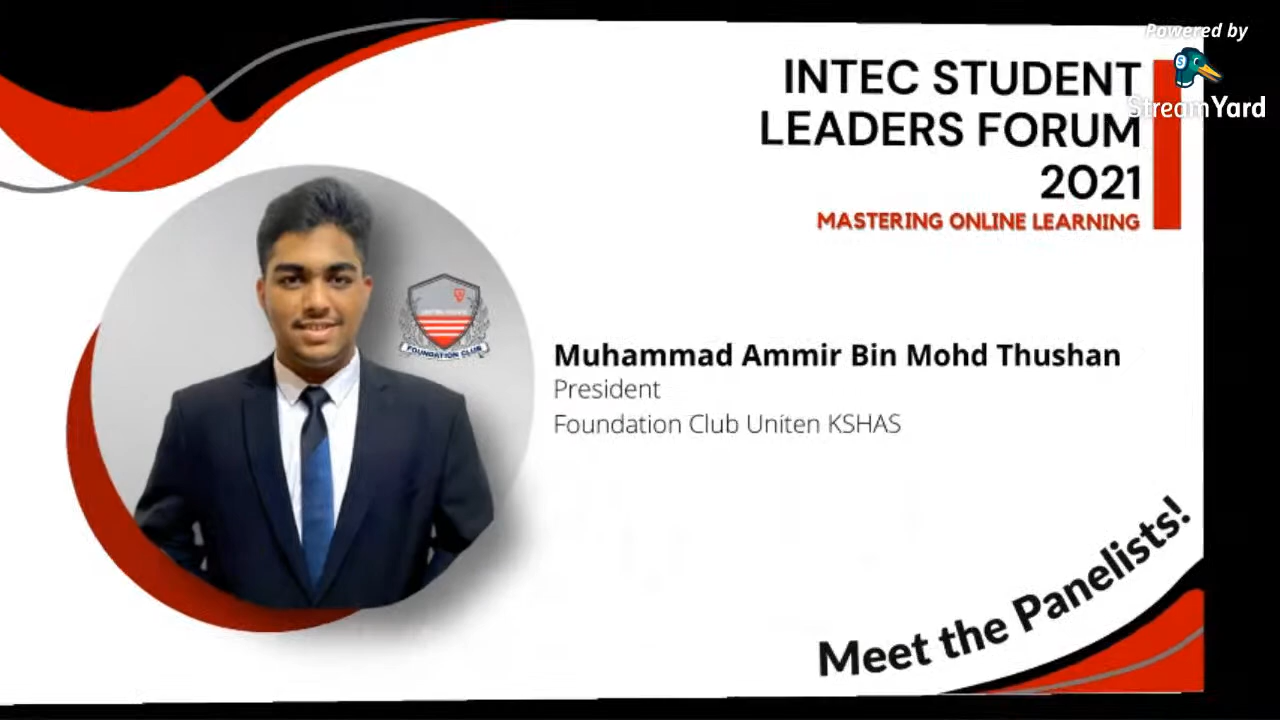 Powered by
StreamYard
INTEC STUDENT
LEADERS FORUM
2021
MASTERING ONLINE LEARNING
FOUNDATION CLUB
Muhammad Ammir Bin Mohd Thushan
President
Foundation Club Uniten KSHAS
Meet the Panelists!